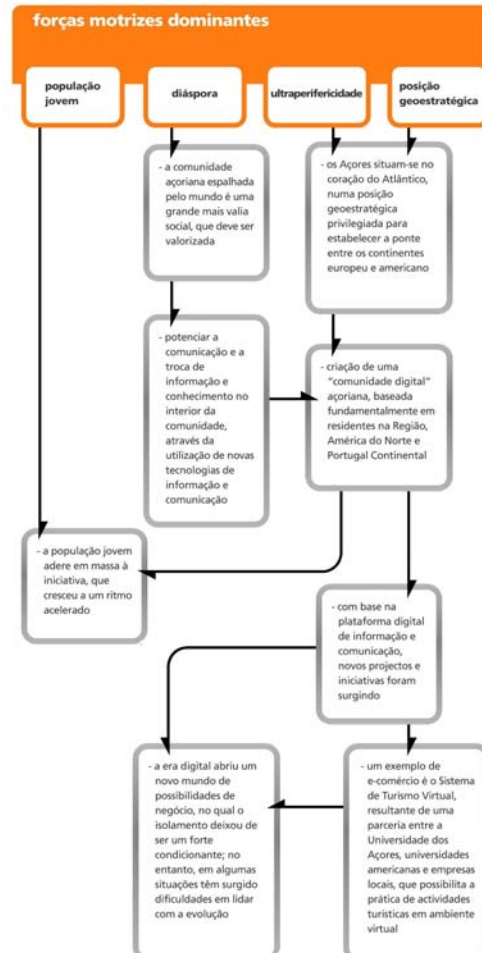 forças motrizes dominantes
população
jovem
diáspora
ultraperifericidade
posição
geoestratégica
- a comunidade
açoriana espalhada
pelo mundo é uma
grande mais valia
social, que deve ser
valorizada
- os Açores situam-se no
coração do Atlântico,
numa posição
geoestratégica
privilegiada para
estabelecer a ponte
entre os continentes
europeu e americano
- potenciar a
comunicação e a
troca de
informação e
conhecimento no
interior da
comunidade,
através da
utilização de novas
tecnologias de
informação e
comunicação
- criação de uma
"comunidade digital"
açoriana, baseada
fundamentalmente em
residentes na Região,
América do Norte e
Portugal Continental
- a população jovem
adere em massa à
iniciativa, que
cresceu a um ritmo
acelerado
- com base na
plataforma digital
de informação e
comunicação,
novos projectos e
iniciativas foram
surgindo
- a era digital abriu um
novo mundo de
possibilidades de
negócio, no qual o
isolamento deixou de
ser um forte
condicionante; no
entanto, em algumas
situações têm surgido
dificuldades em lidar
com a evolução
- um exemplo de
e-comércio é o Sistema
de Turismo Virtual,
resultante de uma
parceria entre a
Universidade dos
Açores, universidades
americanas e empresas
locais, que possibilita a
prática de actividades
turísticas em ambiente
virtual